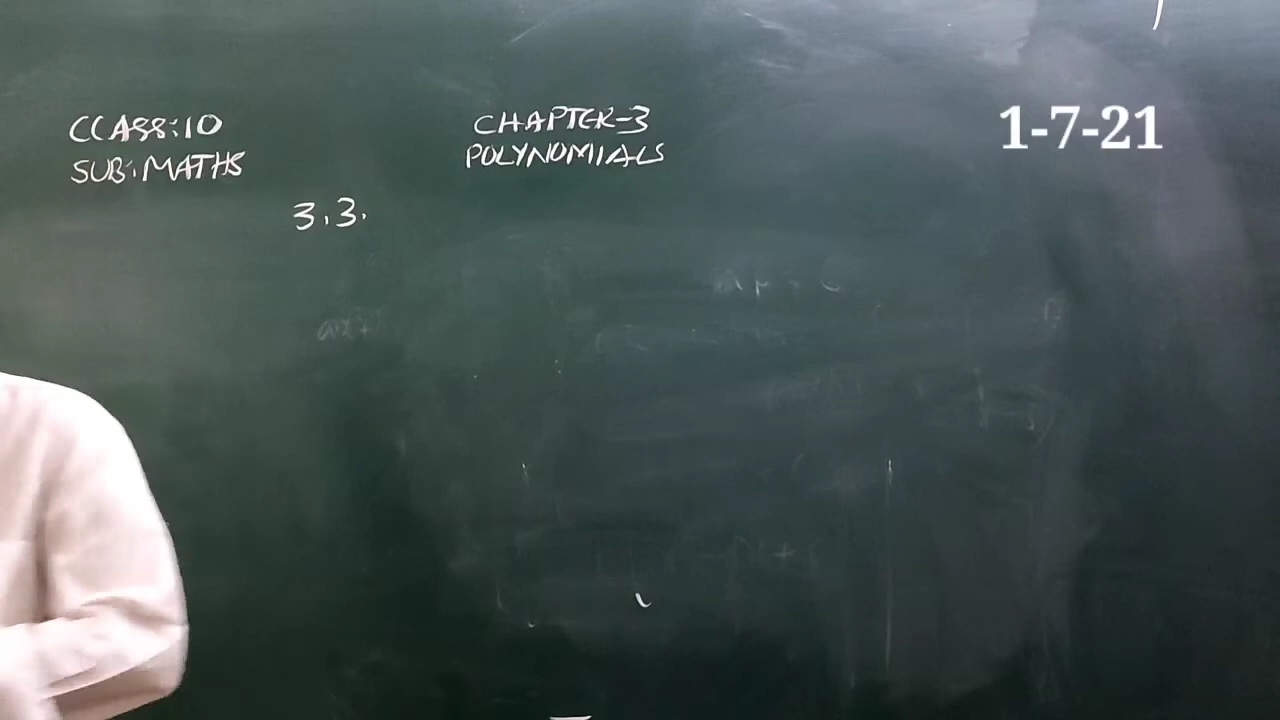 CLASS:10
SUB:MATHS
CHAPTER-3
POLYNOMIALS
1-7-21
3.3.